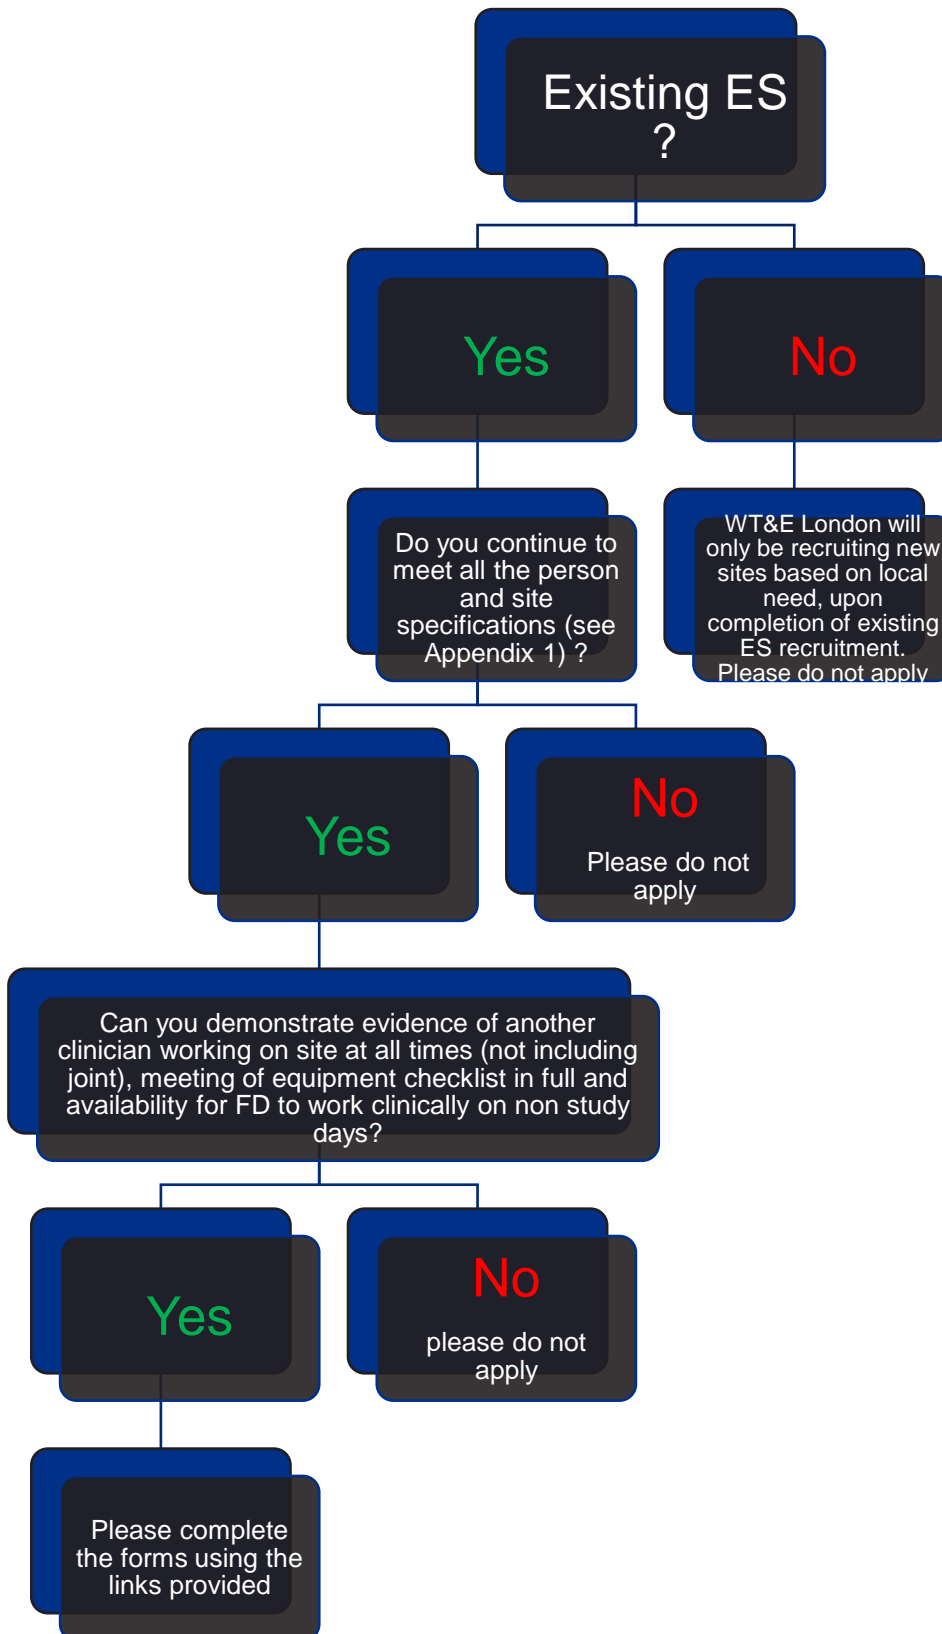 Existing ES
?
Yes
No
Do you continue to
meet all the person
and site
specifications (see
Appendix 1) ?
WT&E London will
only be recruiting new
sites based on local
need, upon
completion of existing
ES recruitment.
Please do not apply
Yes
No
Please do not
apply
Can you demonstrate evidence of another
clinician working on site at all times (not including
joint), meeting of equipment checklist in full and
availability for FD to work clinically on non study
days?
Yes
No
please do not
apply
Please complete
the forms using the
links provided